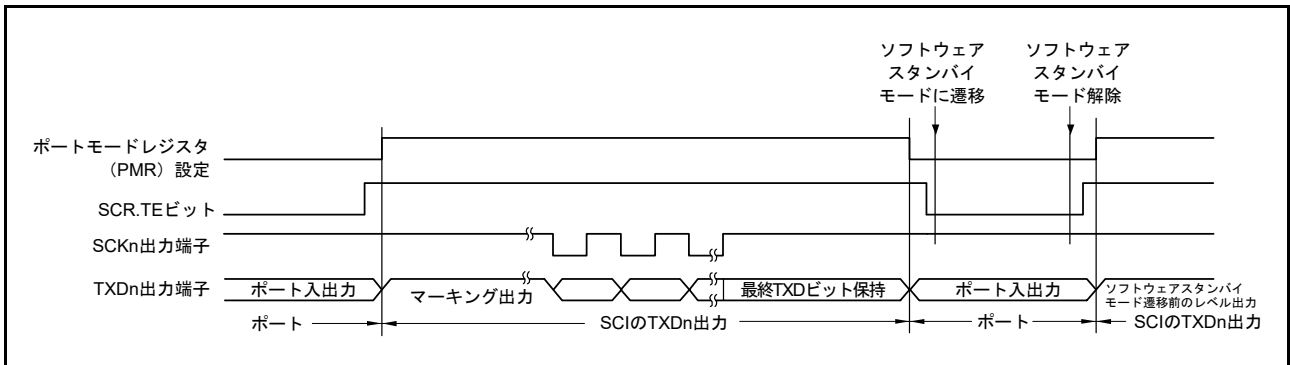 ソフトウェア
スタンバイ
モードに遷移
ソフトウェア
スタンバイ
モード解除
ポートモードレジスタ
（PMR）設定
SCR.TEビット
SCKn出力端子
TXDn出力端子
ポート入出力
マーキング出力
最終TXDビット保持
ポート入出力
ソフトウェアスタンバイ
モード遷移前のレベル出力
ポート
SCIのTXDn出力
ポート
SCIのTXDn出力